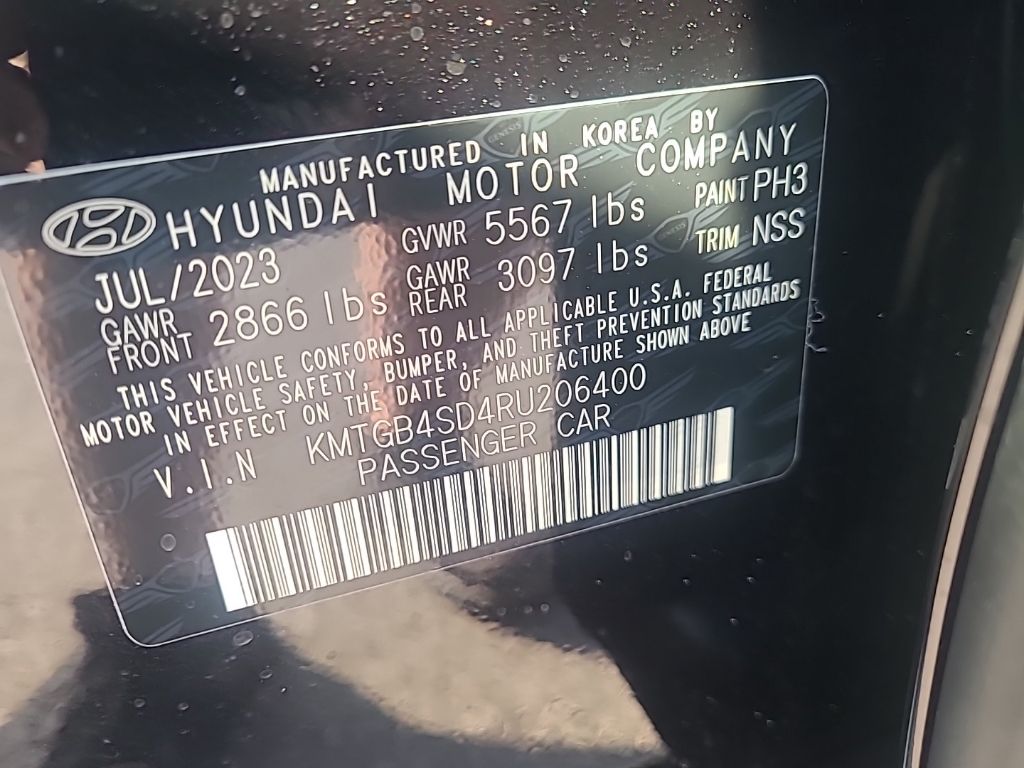 MANUFACTURED IN KOREA BY
HYUNDAI MOTOR COMPANY
JUL/2023 GVWR 5567 lbs PAINT PH3
GAWR FRONT 2866 lbs GAWR REAR 3097 lbs TRIM NSS
THIS VEHICLE CONFORMS TO ALL APPLICABLE U.S.A. FEDERAL
MOTOR VEHICLE SAFETY, BUMPER, AND THEFT PREVENTION STANDARDS
IN EFFECT ON THE DATE OF MANUFACTURE SHOWN ABOVE
V.I.N KMTGB4SD4RU206400
PASSENGER CAR